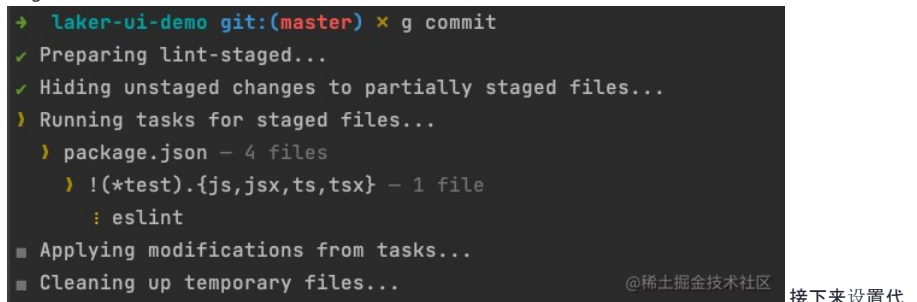 ➜ laker-ui-demo git:(master) ✗ g commit
✔ Preparing lint-staged...
✔ Hiding unstaged changes to partially staged files...
❯ Running tasks for staged files...
❯ package.json — 4 files
❯ !(*test).{js,jsx,ts,tsx} — 1 file
⋮ eslint
◼ Applying modifications from tasks...
◼ Cleaning up temporary files...
@稀土掘金技术社区
接下来设置代